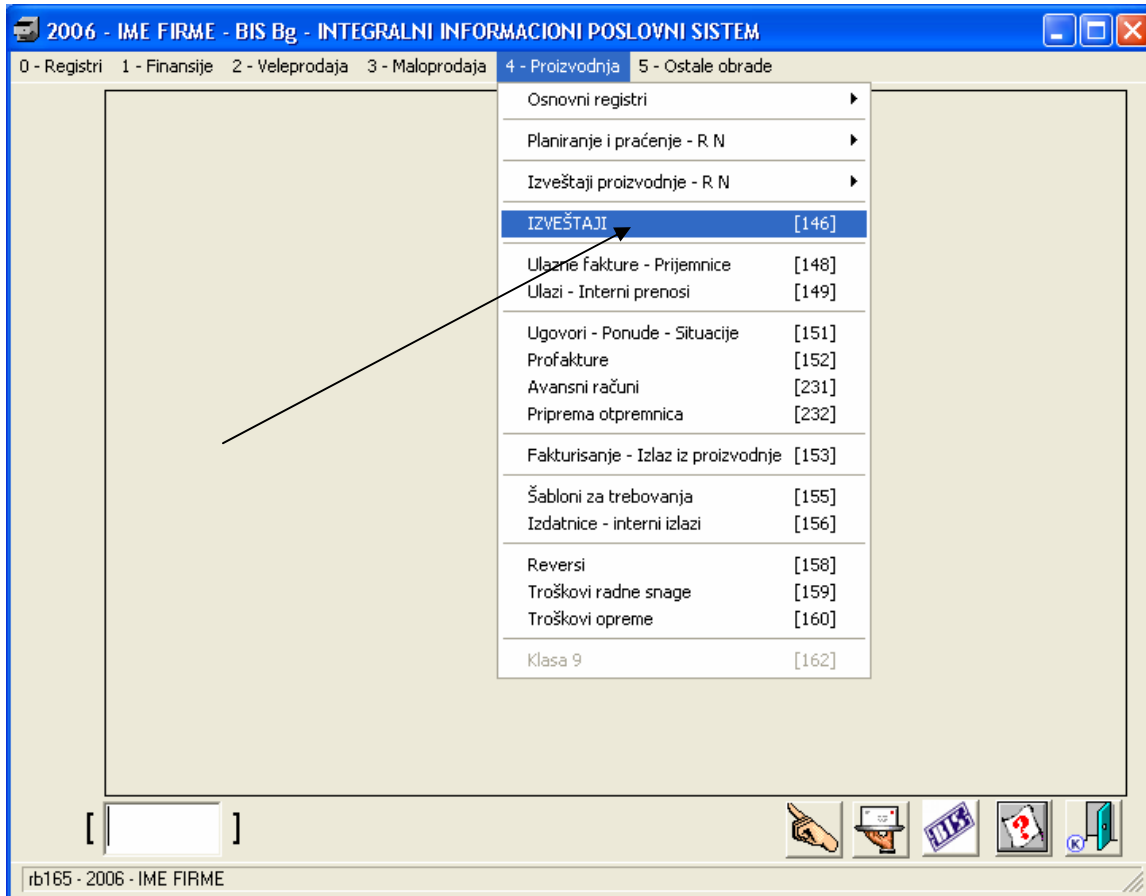 2006 - IME FIRME - BIS Bg - INTEGRALNI INFORMACIONI POSLOVNI SISTEM
0 - Registri 1 - Finansije 2 - Veleprodaja 3 - Maloprodaja 4 - Proizvodnja 5 - Ostale obrade
Osnovni registri
Planiranje i praćenje - R N
Izveštaji proizvodnje - R N
IZVEŠTAJI [146]
Ulazne fakture - Prijemnice [148]
Ulazi - Interni prenosi [149]
Ugovori - Ponude - Situacije [151]
Profakture [152]
Avansni računi [231]
Priprema otpremnica [232]
Fakturisanje - Izlaz iz proizvodnje [153]
Šabloni za trebovanja [155]
Izdatnice - interni izlazi [156]
Reversi [158]
Troškovi radne snage [159]
Troškovi opreme [160]
Klasa 9 [162]
[ ]
BIS
?
K
rb165 - 2006 - IME FIRME